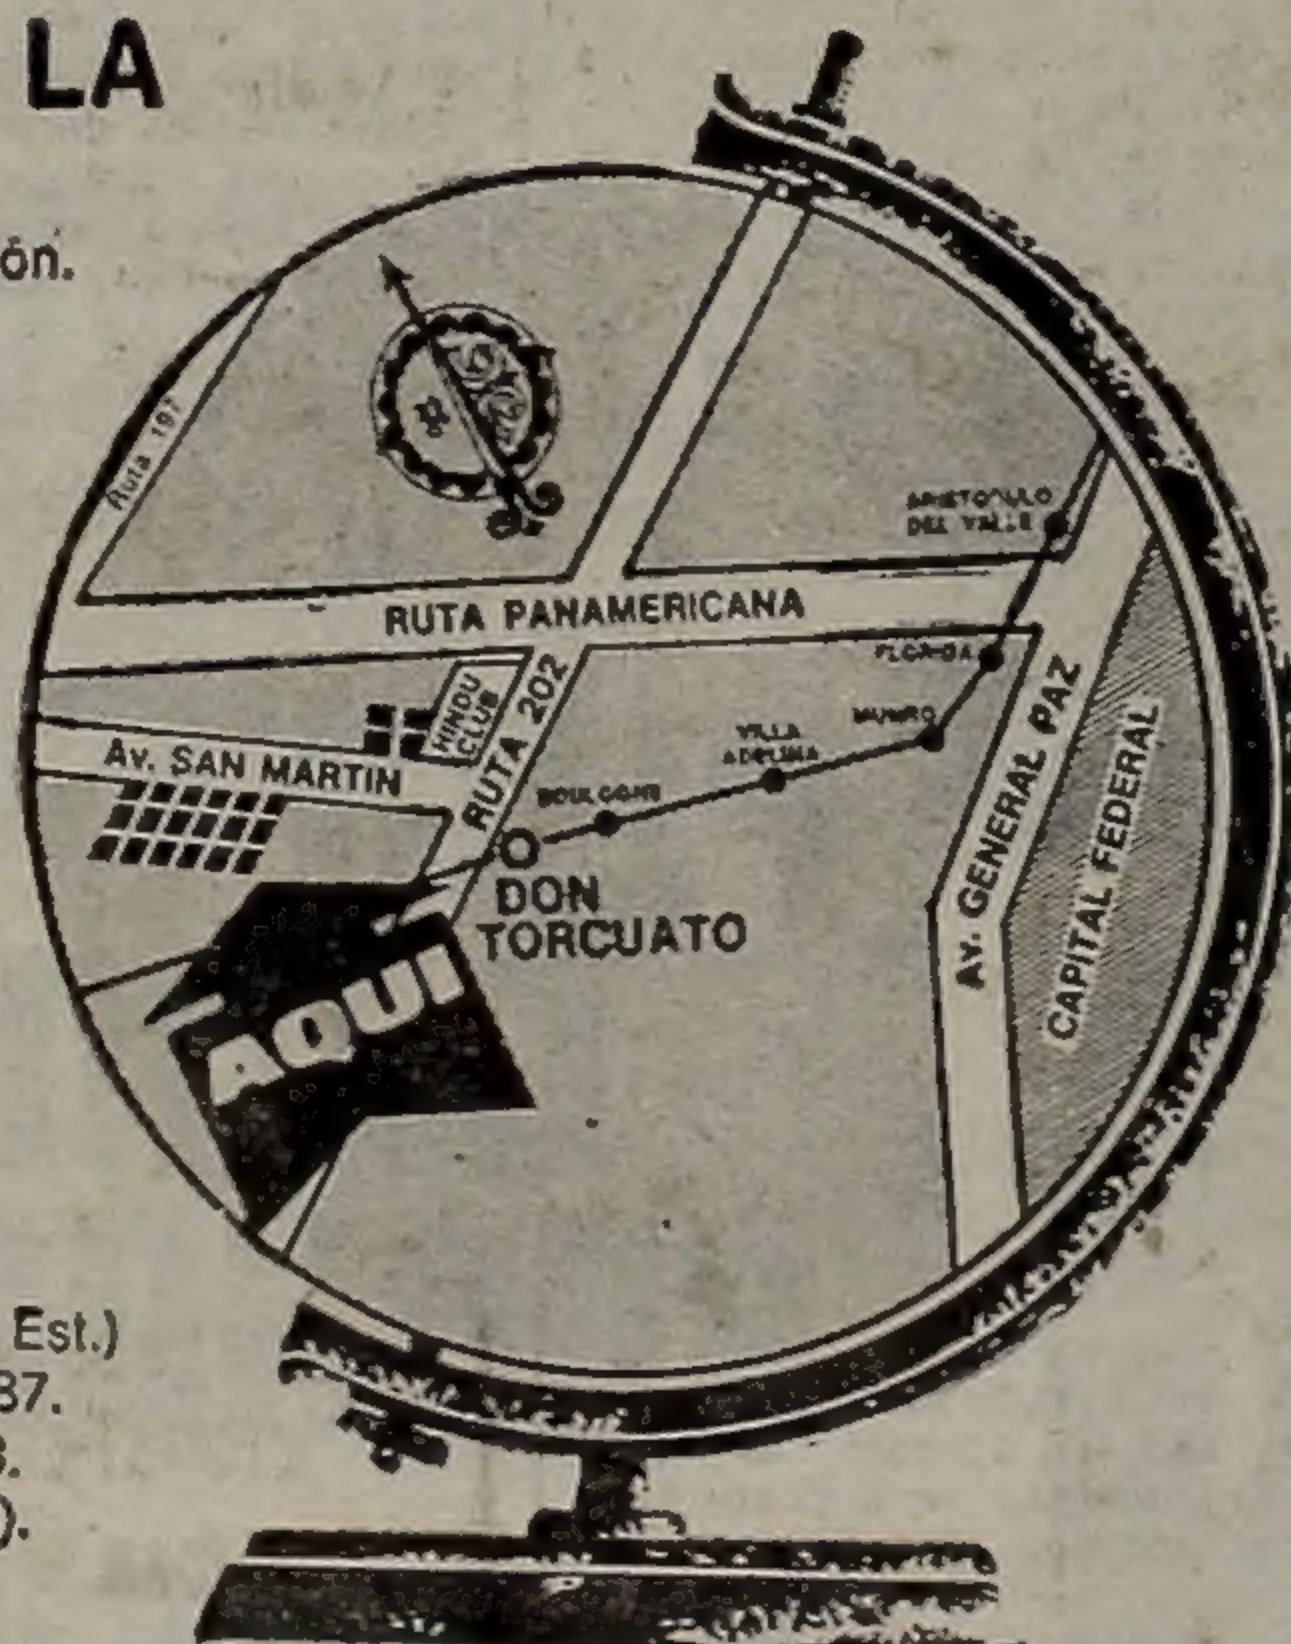 LA
ón.
Ruta 197
ARISTOBULO
DEL VALLE
RUTA PANAMERICANA
FLORIDA
HINDU
CLUB
RUTA 202
MUNRO
VILLA
ADELINA
AV. SAN MARTIN
BOULOGNE
AV. GENERAL PAZ
CAPITAL FEDERAL
DON
TORCUATO
AQUÍ
Est.)
37.
).